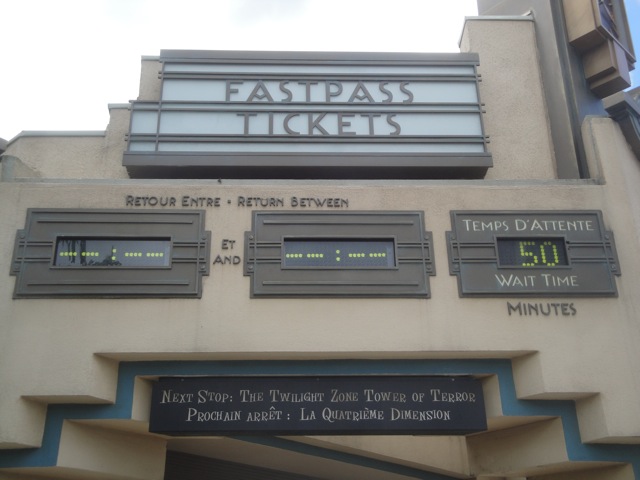 FASTPASS
TICKETS
RETOUR ENTRE • RETURN BETWEEN
--:-- ET AND --:--
TEMPS D'ATTENTE
50
WAIT TIME
MINUTES
NEXT STOP: THE TWILIGHT ZONE TOWER OF TERROR
PROCHAIN ARRÊT : LA QUATRIÈME DIMENSION